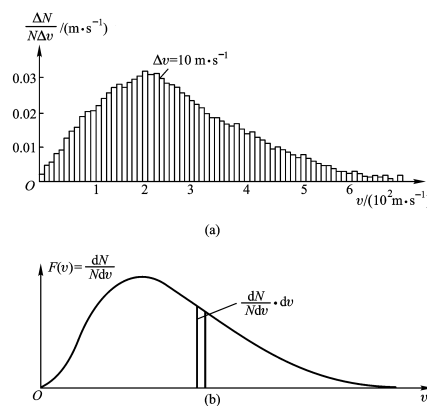 ΔN/(NΔv) /(m·s⁻¹)
Δv=10 m·s⁻¹
0.03
0.02
0.01
O 1 2 3 4 5 6 v/(10²m·s⁻¹)
(a)
F(v)=dN/(Ndv)
dN/(Ndv)·dv
O v
(b)